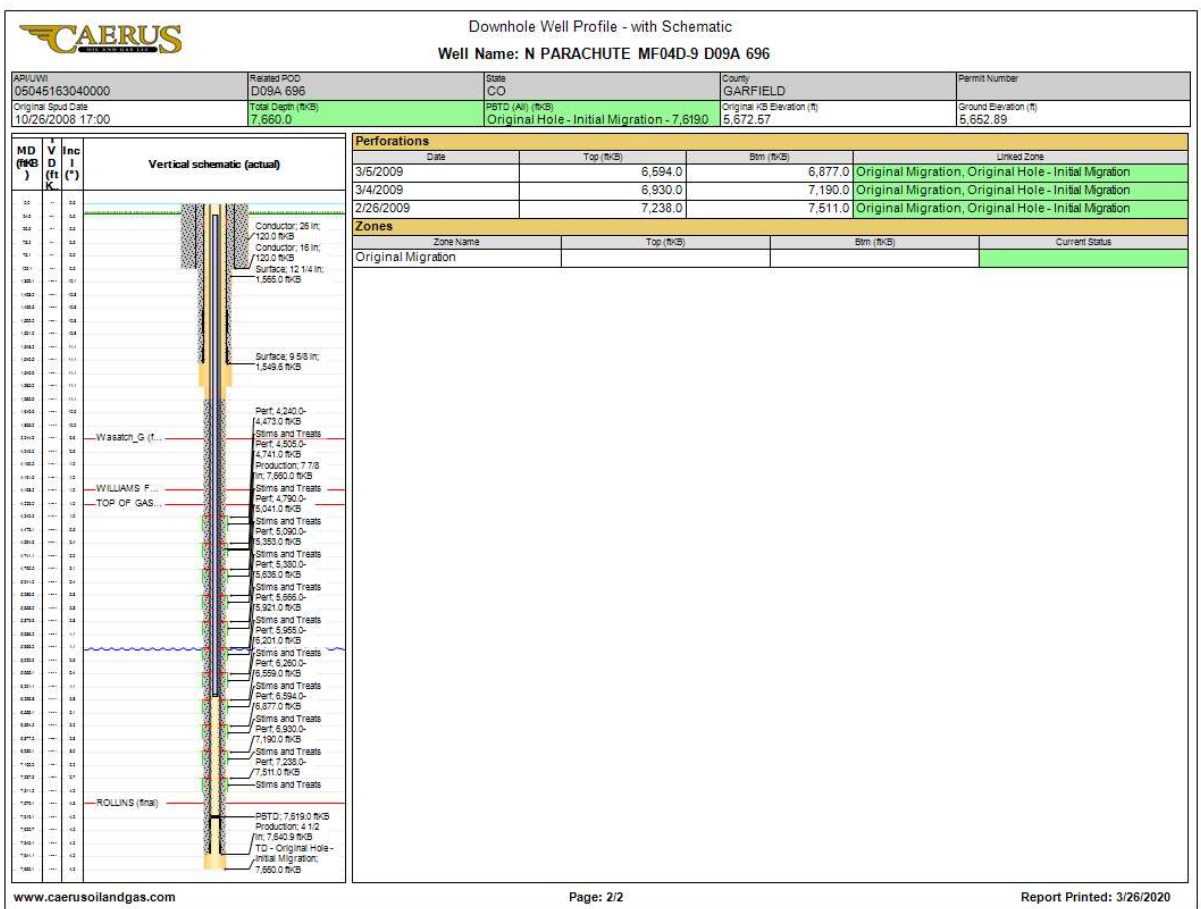 CAERUS
OIL AND GAS LLC
Downhole Well Profile - with Schematic
Well Name: N PARACHUTE MF04D-9 D09A 696
API/UWI
05045163040000
Related POD
D09A 696
State
CO
County
GARFIELD
Permit Number
Original Spud Date
10/26/2008 17:00
Total Depth (ftKB)
7,660.0
PBTD (All) (ftKB)
Original Hole - Initial Migration - 7,619.0
Original KB Elevation (ft)
5,672.57
Ground Elevation (ft)
5,652.89
MD (ftKB)
TVD (ftK...
Incl (°)
Vertical schematic (actual)
Conductor; 26 in;
120.0 ftKB
Conductor; 16 in;
120.0 ftKB
Surface; 12 1/4 in;
1,565.0 ftKB
Surface; 9 5/8 in;
1,549.6 ftKB
Perf; 4,240.0-
4,473.0 ftKB
Stims and Treats
Perf; 4,505.0-
4,741.0 ftKB
Production; 7 7/8
in; 7,660.0 ftKB
Stims and Treats
Perf; 4,790.0-
5,041.0 ftKB
Stims and Treats
Perf; 5,090.0-
5,353.0 ftKB
Stims and Treats
Perf; 5,380.0-
5,636.0 ftKB
Stims and Treats
Perf; 5,666.0-
5,921.0 ftKB
Stims and Treats
Perf; 5,955.0-
6,201.0 ftKB
Stims and Treats
Perf; 6,260.0-
6,559.0 ftKB
Stims and Treats
Perf; 6,594.0-
6,877.0 ftKB
Stims and Treats
Perf; 6,930.0-
7,190.0 ftKB
Stims and Treats
Perf; 7,238.0-
7,511.0 ftKB
Stims and Treats
PBTD; 7,619.0 ftKB
Production; 4 1/2
in; 7,640.9 ftKB
TD - Original Hole -
Initial Migration;
7,660.0 ftKB
Wasatch_G (f...
WILLIAMS F...
TOP OF GAS...
ROLLINS (final)
Perforations
Date Top (ftKB) Btm (ftKB) Linked Zone
3/5/2009 6,594.0 6,877.0 Original Migration, Original Hole - Initial Migration
3/4/2009 6,930.0 7,190.0 Original Migration, Original Hole - Initial Migration
2/26/2009 7,238.0 7,511.0 Original Migration, Original Hole - Initial Migration
Zones
Zone Name Top (ftKB) Btm (ftKB) Current Status
Original Migration
www.caerusoilandgas.com
Page: 2/2
Report Printed: 3/26/2020